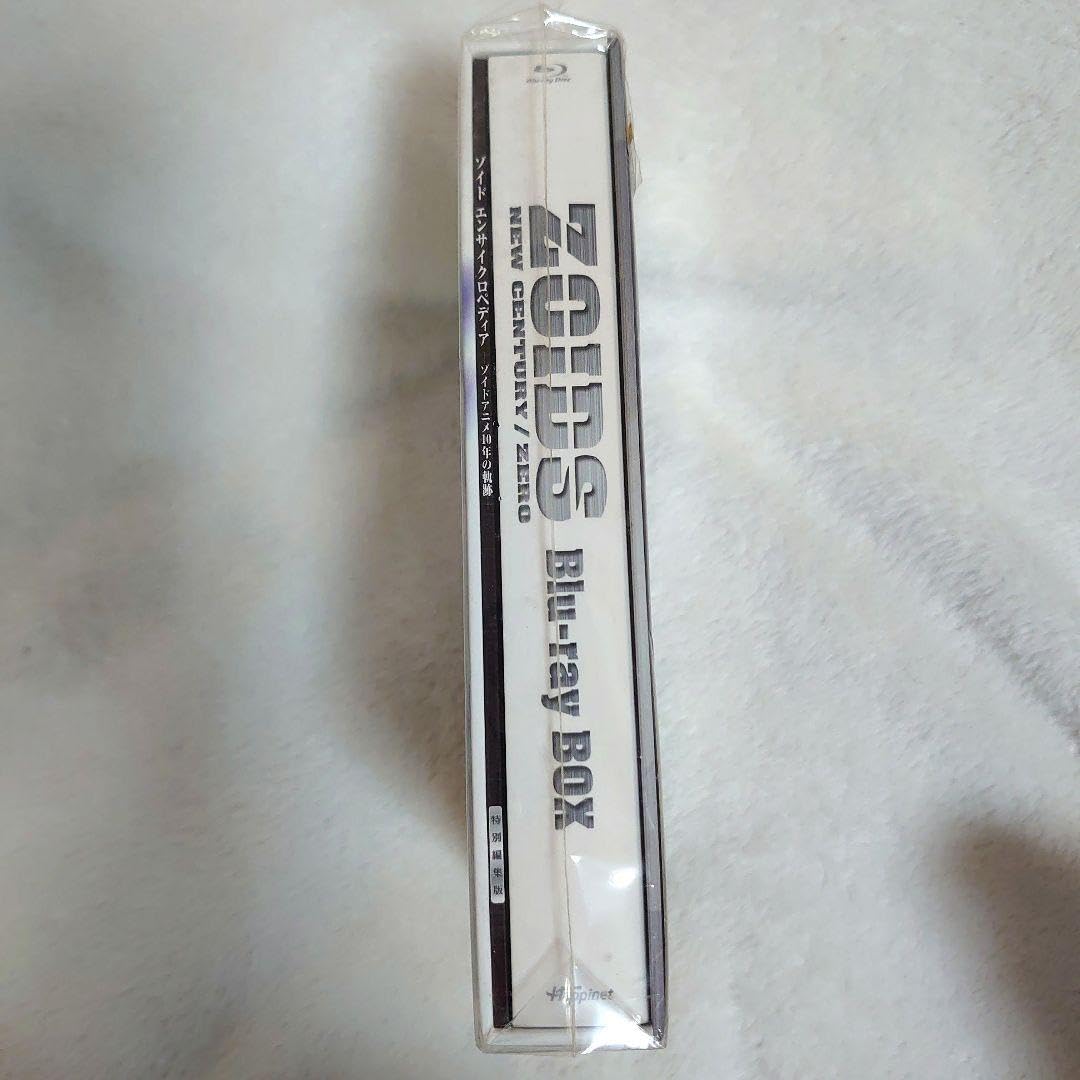 Blu-ray Disc
ZOIDS
NEW CENTURY / ZERO
Blu-ray BOX
Happinet
ゾイド エンサイクロペディア
ゾイドアニメ10年の軌跡
特別編集版